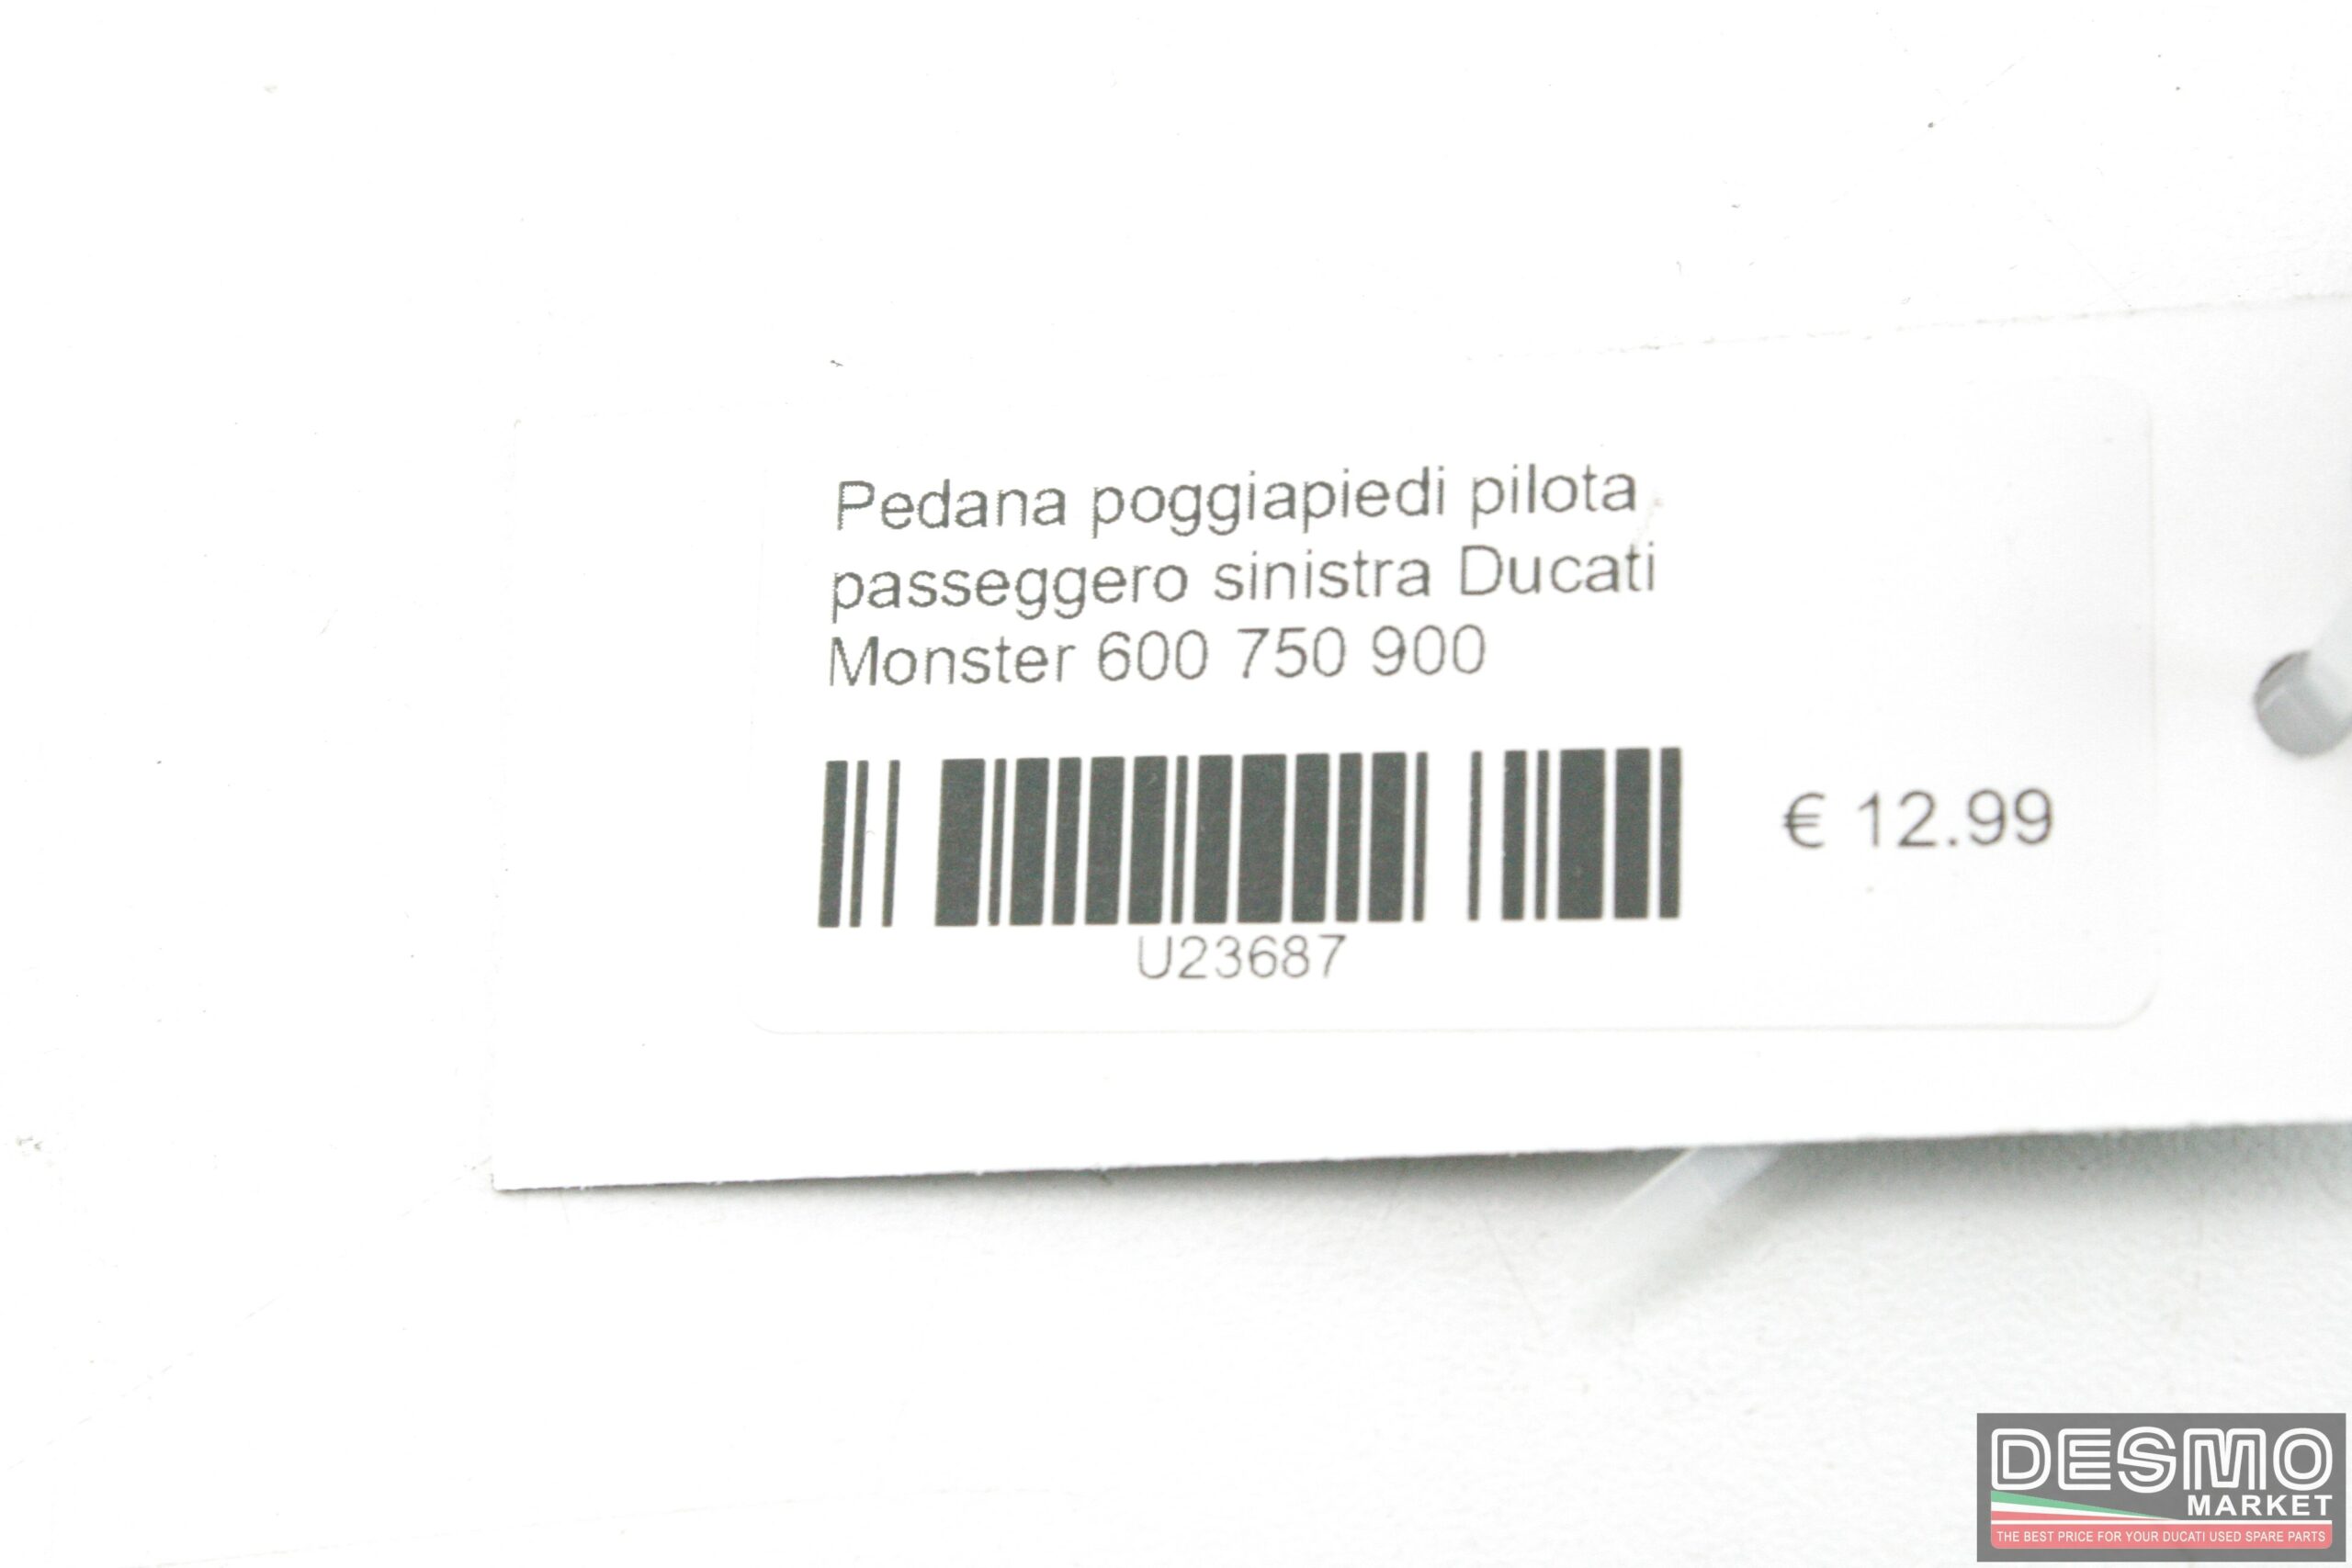 Pedana poggiapiedi pilota
passeggero sinistra Ducati
Monster 600 750 900
€ 12.99
U23687
DESMO
MARKET
THE BEST PRICE FOR YOUR DUCATI USED SPARE PARTS